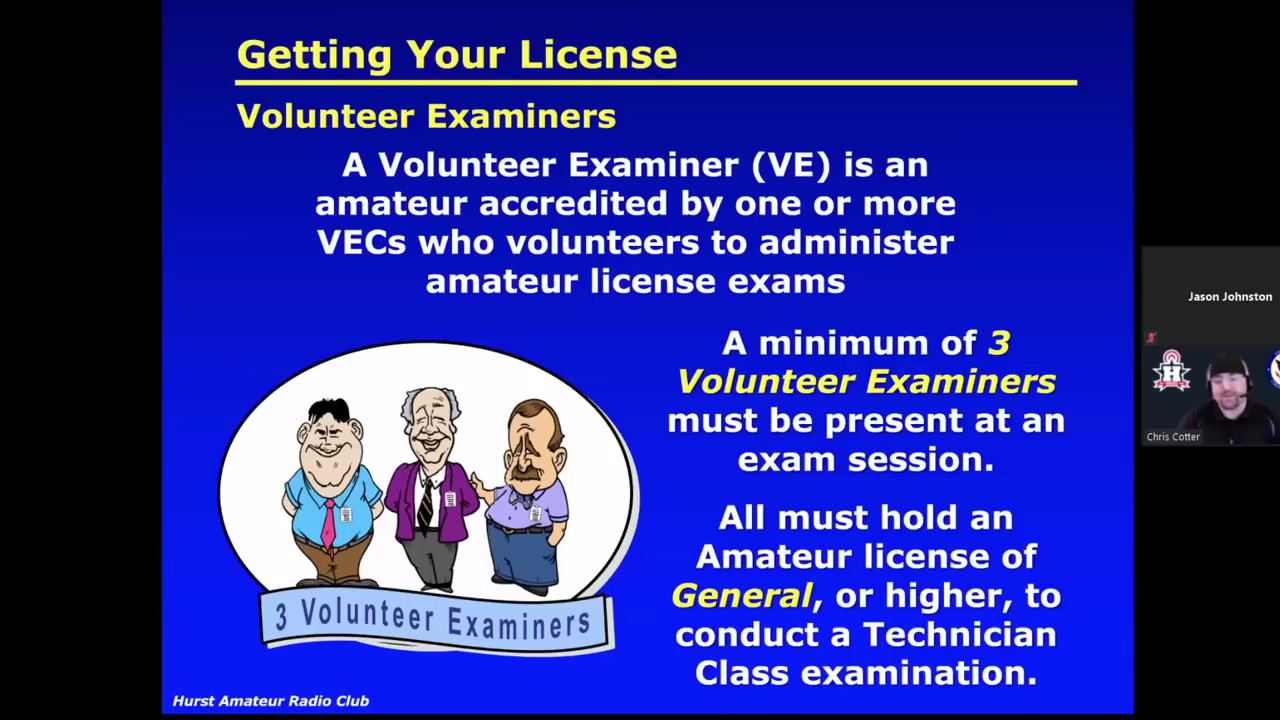 Getting Your License
Volunteer Examiners
A Volunteer Examiner (VE) is an
amateur accredited by one or more
VECs who volunteers to administer
amateur license exams
A minimum of 3
Volunteer Examiners
must be present at an
exam session.
All must hold an
Amateur license of
General, or higher, to
conduct a Technician
Class examination.
3 Volunteer Examiners
Hurst Amateur Radio Club
Jason Johnston
H
Chris Cotter